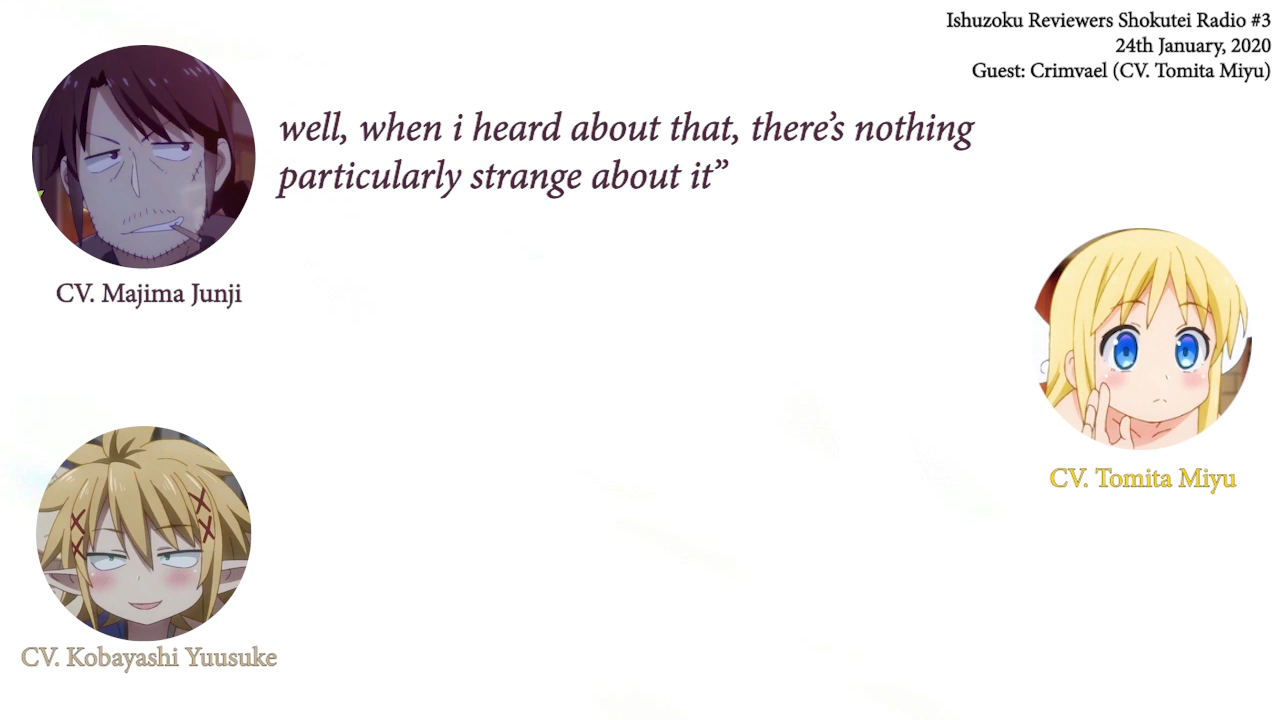 Ishuzoku Reviewers Shokutei Radio #3
24th January, 2020
Guest: Crimvael (CV. Tomita Miyu)
well, when i heard about that, there’s nothing
particularly strange about it”
CV. Majima Junji
CV. Tomita Miyu
CV. Kobayashi Yuusuke